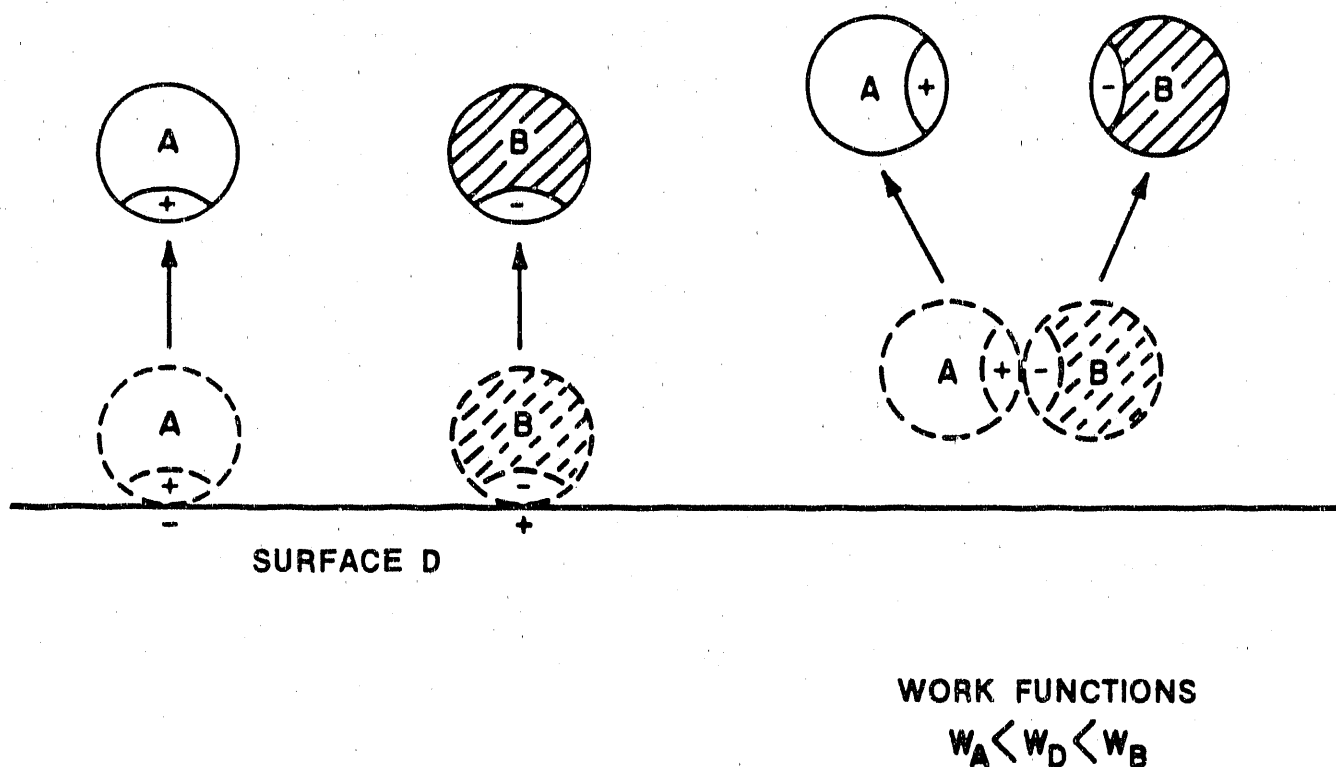 A
B
A
+
-
B
+
-
A
+
-
B
A
+
B
-
-
+
SURFACE D
WORK FUNCTIONS
W_A < W_D < W_B